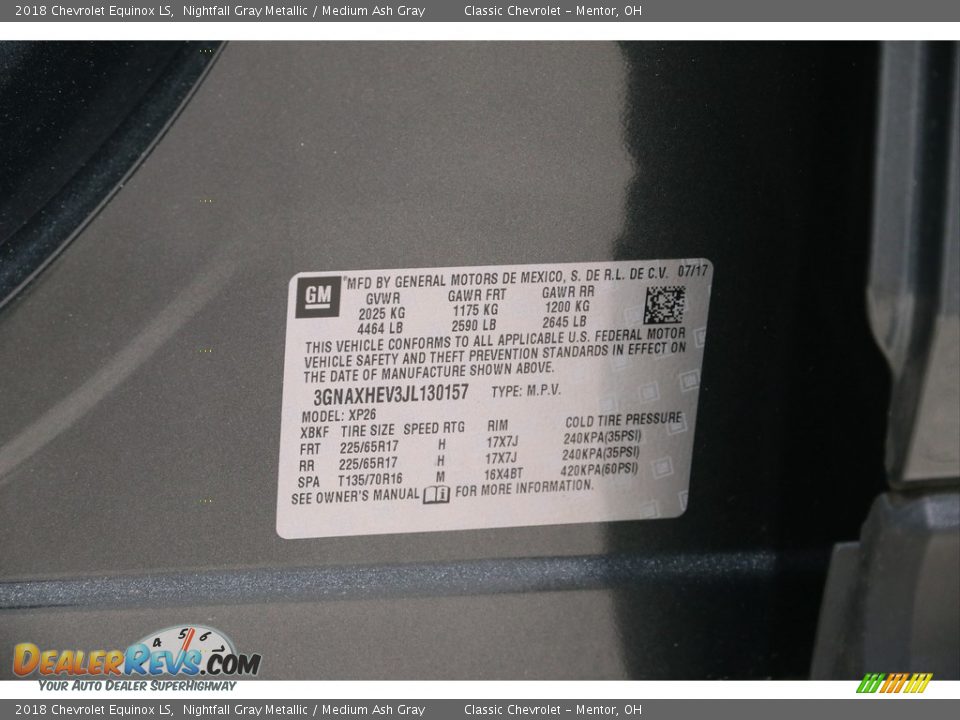 2018 Chevrolet Equinox LS, Nightfall Gray Metallic / Medium Ash Gray Classic Chevrolet - Mentor, OH
GM
MFD BY GENERAL MOTORS DE MEXICO, S. DE R.L. DE C.V. 07/17
GVWR GAWR FRT GAWR RR
2025 KG 1175 KG 1200 KG
4464 LB 2590 LB 2645 LB
THIS VEHICLE CONFORMS TO ALL APPLICABLE U.S. FEDERAL MOTOR
VEHICLE SAFETY AND THEFT PREVENTION STANDARDS IN EFFECT ON
THE DATE OF MANUFACTURE SHOWN ABOVE.
3GNAXHEV3JL130157 TYPE: M.P.V.
MODEL: XP26
XBKF TIRE SIZE SPEED RTG RIM COLD TIRE PRESSURE
FRT 225/65R17 H 17X7J 240KPA(35PSI)
RR 225/65R17 H 17X7J 240KPA(35PSI)
SPA T135/70R16 M 16X4BT 420KPA(60PSI)
SEE OWNER'S MANUAL FOR MORE INFORMATION.
4 5 6 7
DEALERREVS.COM
YOUR AUTO DEALER SUPERHIGHWAY
2018 Chevrolet Equinox LS, Nightfall Gray Metallic / Medium Ash Gray Classic Chevrolet - Mentor, OH